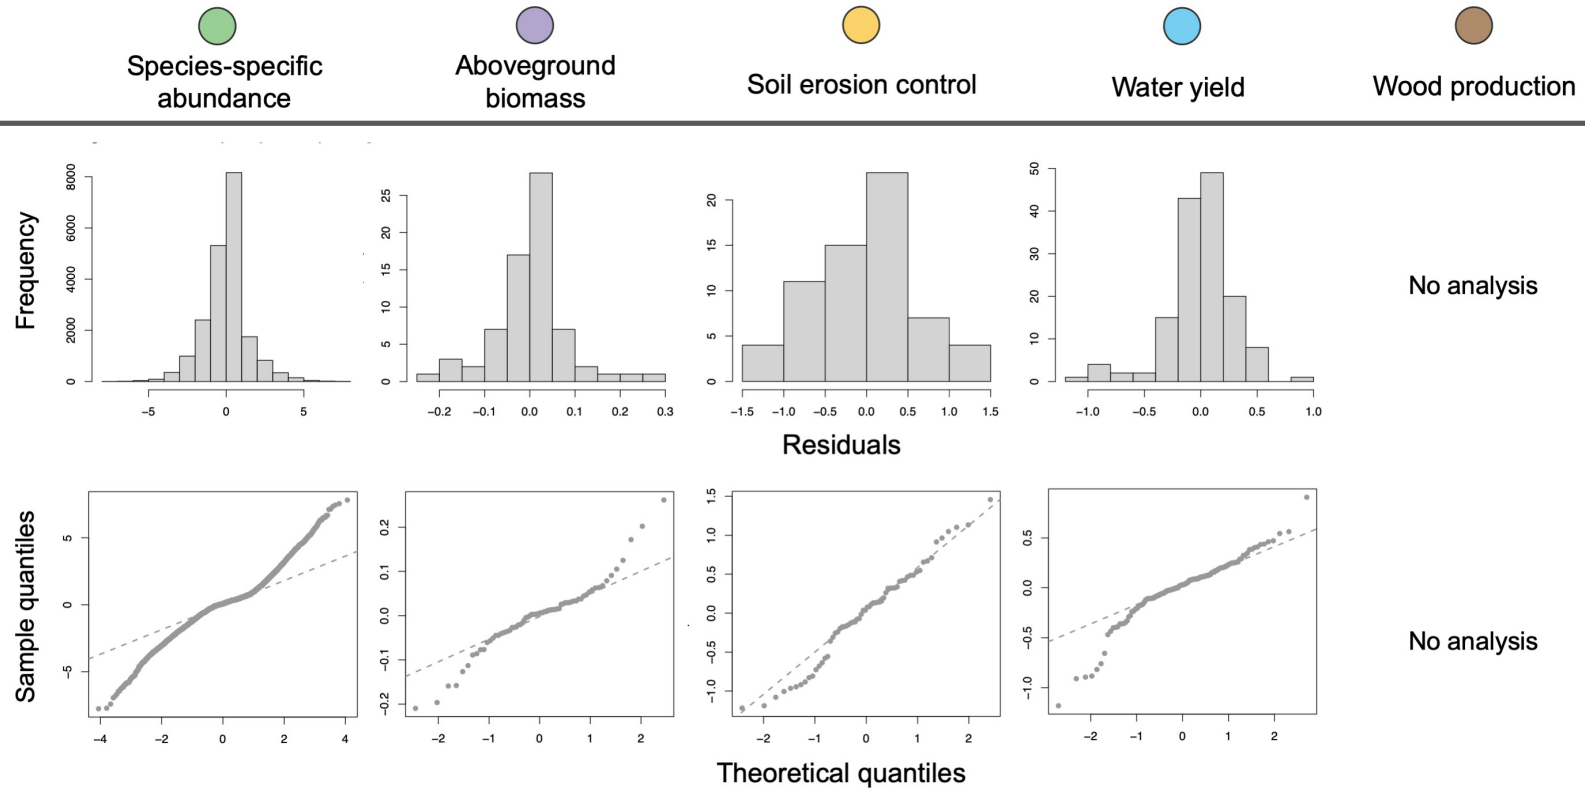 Species-specific
abundance
Aboveground
biomass
Soil erosion control
Water yield
Wood production
Frequency
0 2000 4000 6000 8000
−5 0 5
0 5 10 15 20 25
−0.2 −0.1 0.0 0.1 0.2 0.3
0 5 10 15 20
−1.5 −1.0 −0.5 0.0 0.5 1.0 1.5
0 10 20 30 40 50
−1.0 −0.5 0.0 0.5 1.0
No analysis
Residuals
Sample quantiles
−5 0 5
−4 −2 0 2 4
−0.2 −0.1 0.0 0.1 0.2
−2 −1 0 1 2
−1.0 −0.5 0.0 0.5 1.0 1.5
−2 −1 0 1 2
−1.0 −0.5 0.0 0.5
−2 −1 0 1 2
No analysis
Theoretical quantiles